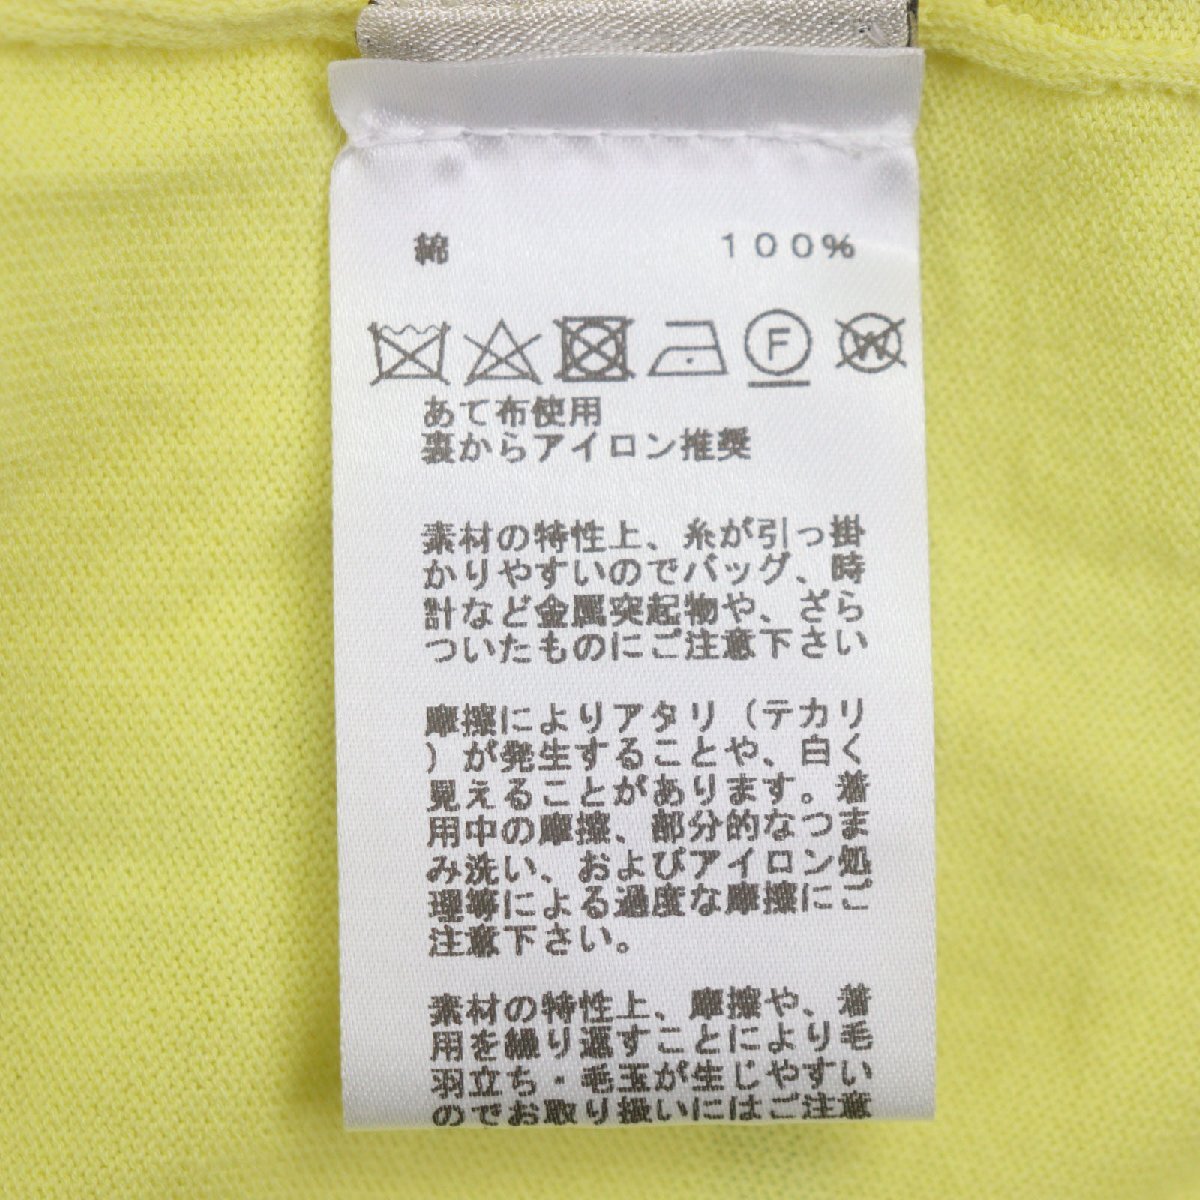 綿 100%
F W
あて布使用
裏からアイロン推奨
素材の特性上、糸が引っ掛
かりやすいのでバッグ、時
計など金属突起物や、ざら
ついたものにご注意下さい
摩擦によりアタリ（テカリ
）が発生することや、白く
見えることがあります。着
用中の摩擦、部分的なつま
み洗い、およびアイロン処
理等による過度な摩擦にご
注意下さい。
素材の特性上、摩擦や、着
用を繰り返すことにより毛
羽立ち・毛玉が生じやすい
のでお取り扱いにはご注意